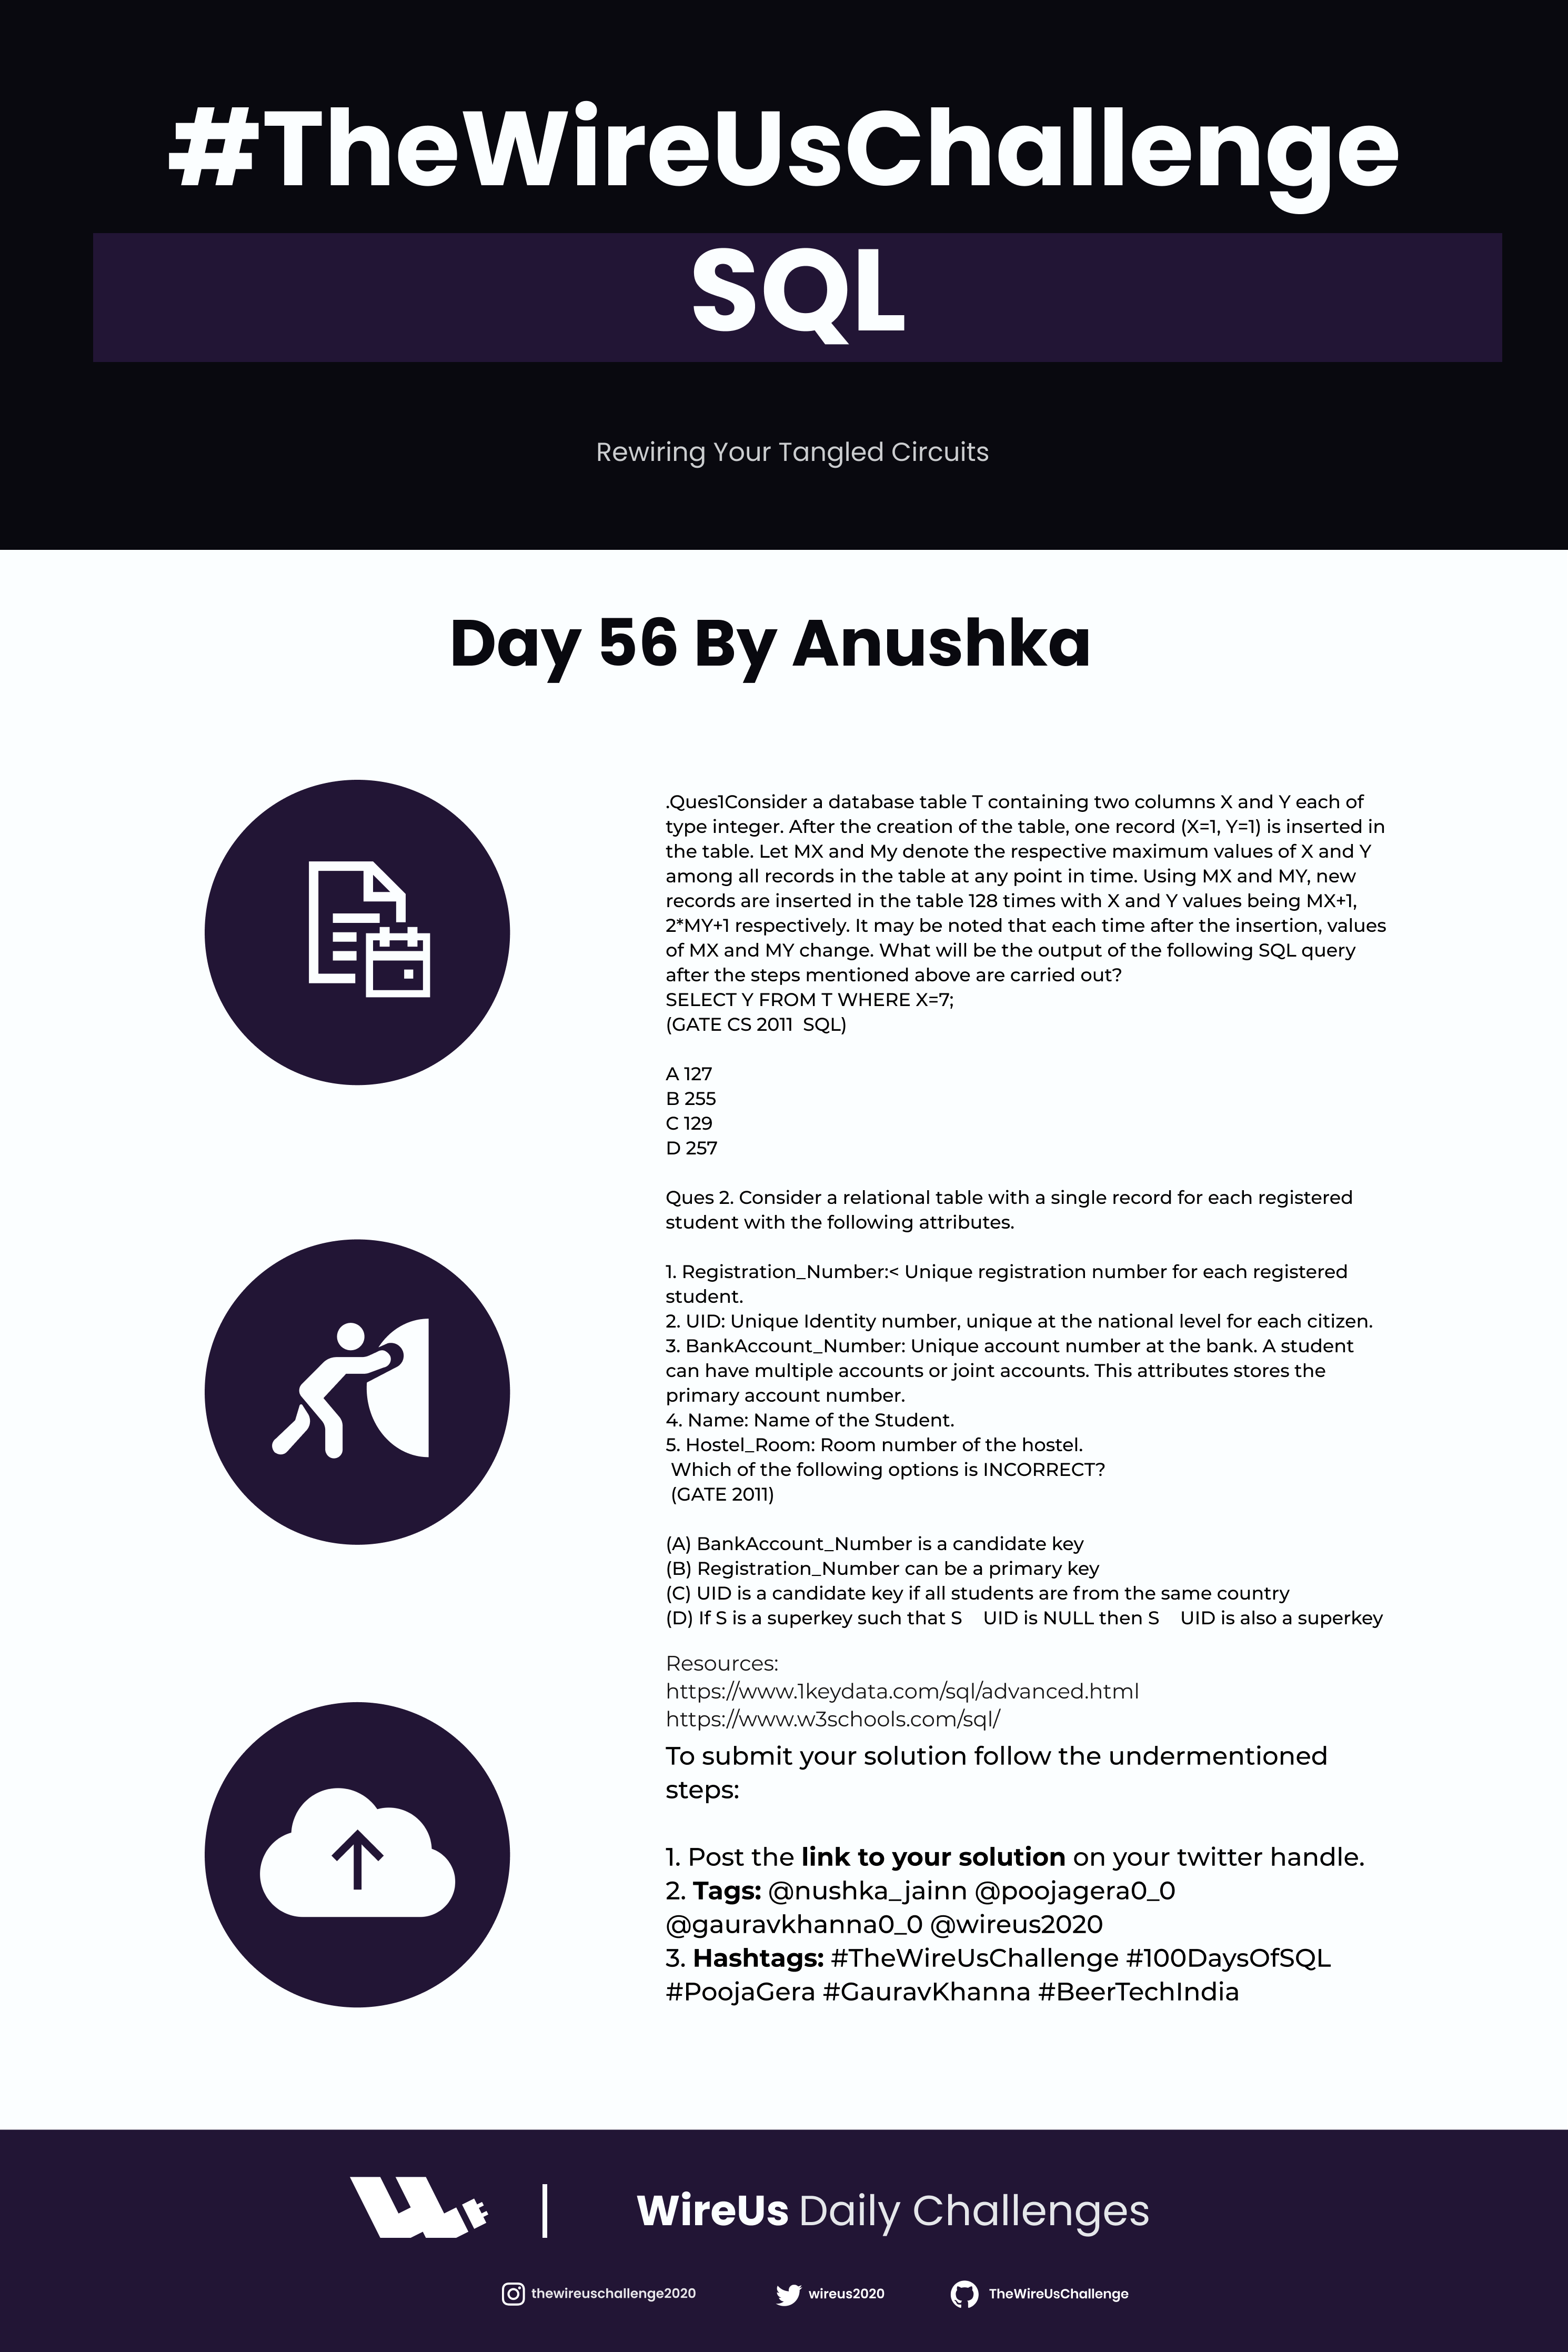 #TheWireUsChallenge
SQL
Rewiring Your Tangled Circuits
Day 56 By Anushka
.Ques1Consider a database table T containing two columns X and Y each of
type integer. After the creation of the table, one record (X=1, Y=1) is inserted in
the table. Let MX and My denote the respective maximum values of X and Y
among all records in the table at any point in time. Using MX and MY, new
records are inserted in the table 128 times with X and Y values being MX+1,
2*MY+1 respectively. It may be noted that each time after the insertion, values
of MX and MY change. What will be the output of the following SQL query
after the steps mentioned above are carried out?
SELECT Y FROM T WHERE X=7;
(GATE CS 2011  SQL)
A 127
B 255
C 129
D 257
Ques 2. Consider a relational table with a single record for each registered
student with the following attributes.
1. Registration_Number:< Unique registration number for each registered
student.
2. UID: Unique Identity number, unique at the national level for each citizen.
3. BankAccount_Number: Unique account number at the bank. A student
can have multiple accounts or joint accounts. This attributes stores the
primary account number.
4. Name: Name of the Student.
5. Hostel_Room: Room number of the hostel.
Which of the following options is INCORRECT?
(GATE 2011)
(A) BankAccount_Number is a candidate key
(B) Registration_Number can be a primary key
(C) UID is a candidate key if all students are from the same country
(D) If S is a superkey such that S    UID is NULL then S    UID is also a superkey
Resources:
https://www.1keydata.com/sql/advanced.html
https://www.w3schools.com/sql/
To submit your solution follow the undermentioned
steps:
1. Post the link to your solution on your twitter handle.
2. Tags: @nushka_jainn @poojagera0_0
@gauravkhanna0_0 @wireus2020
3. Hashtags: #TheWireUsChallenge #100DaysOfSQL
#PoojaGera #GauravKhanna #BeerTechIndia
WireUs Daily Challenges
thewireuschallenge2020 wireus2020 TheWireUsChallenge